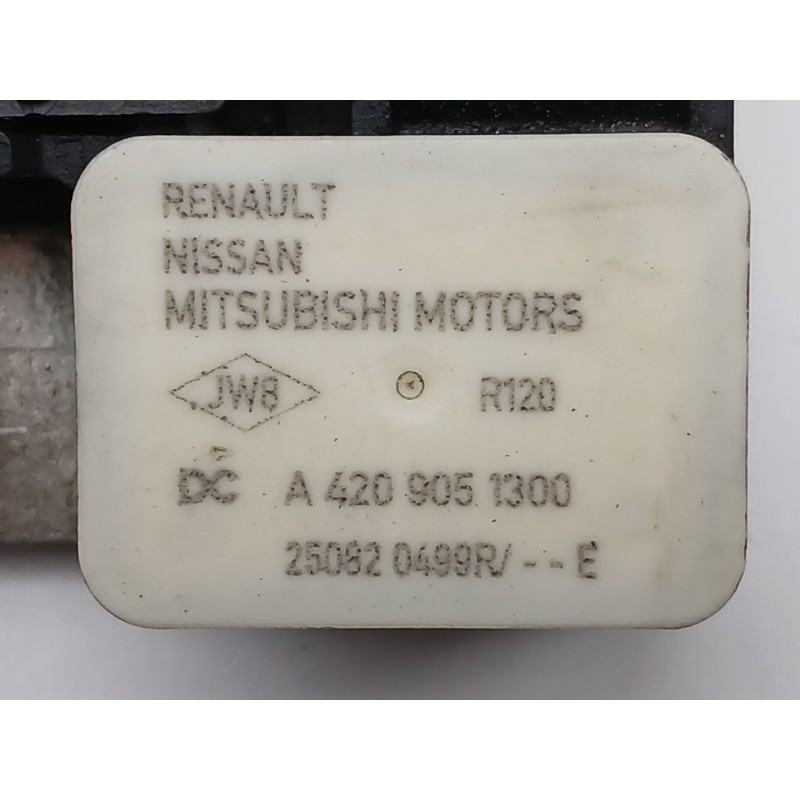 RENAULT
NISSAN
MITSUBISHI MOTORS
JW8 R120
DC A 420 905 1300
25082 0499R/--E